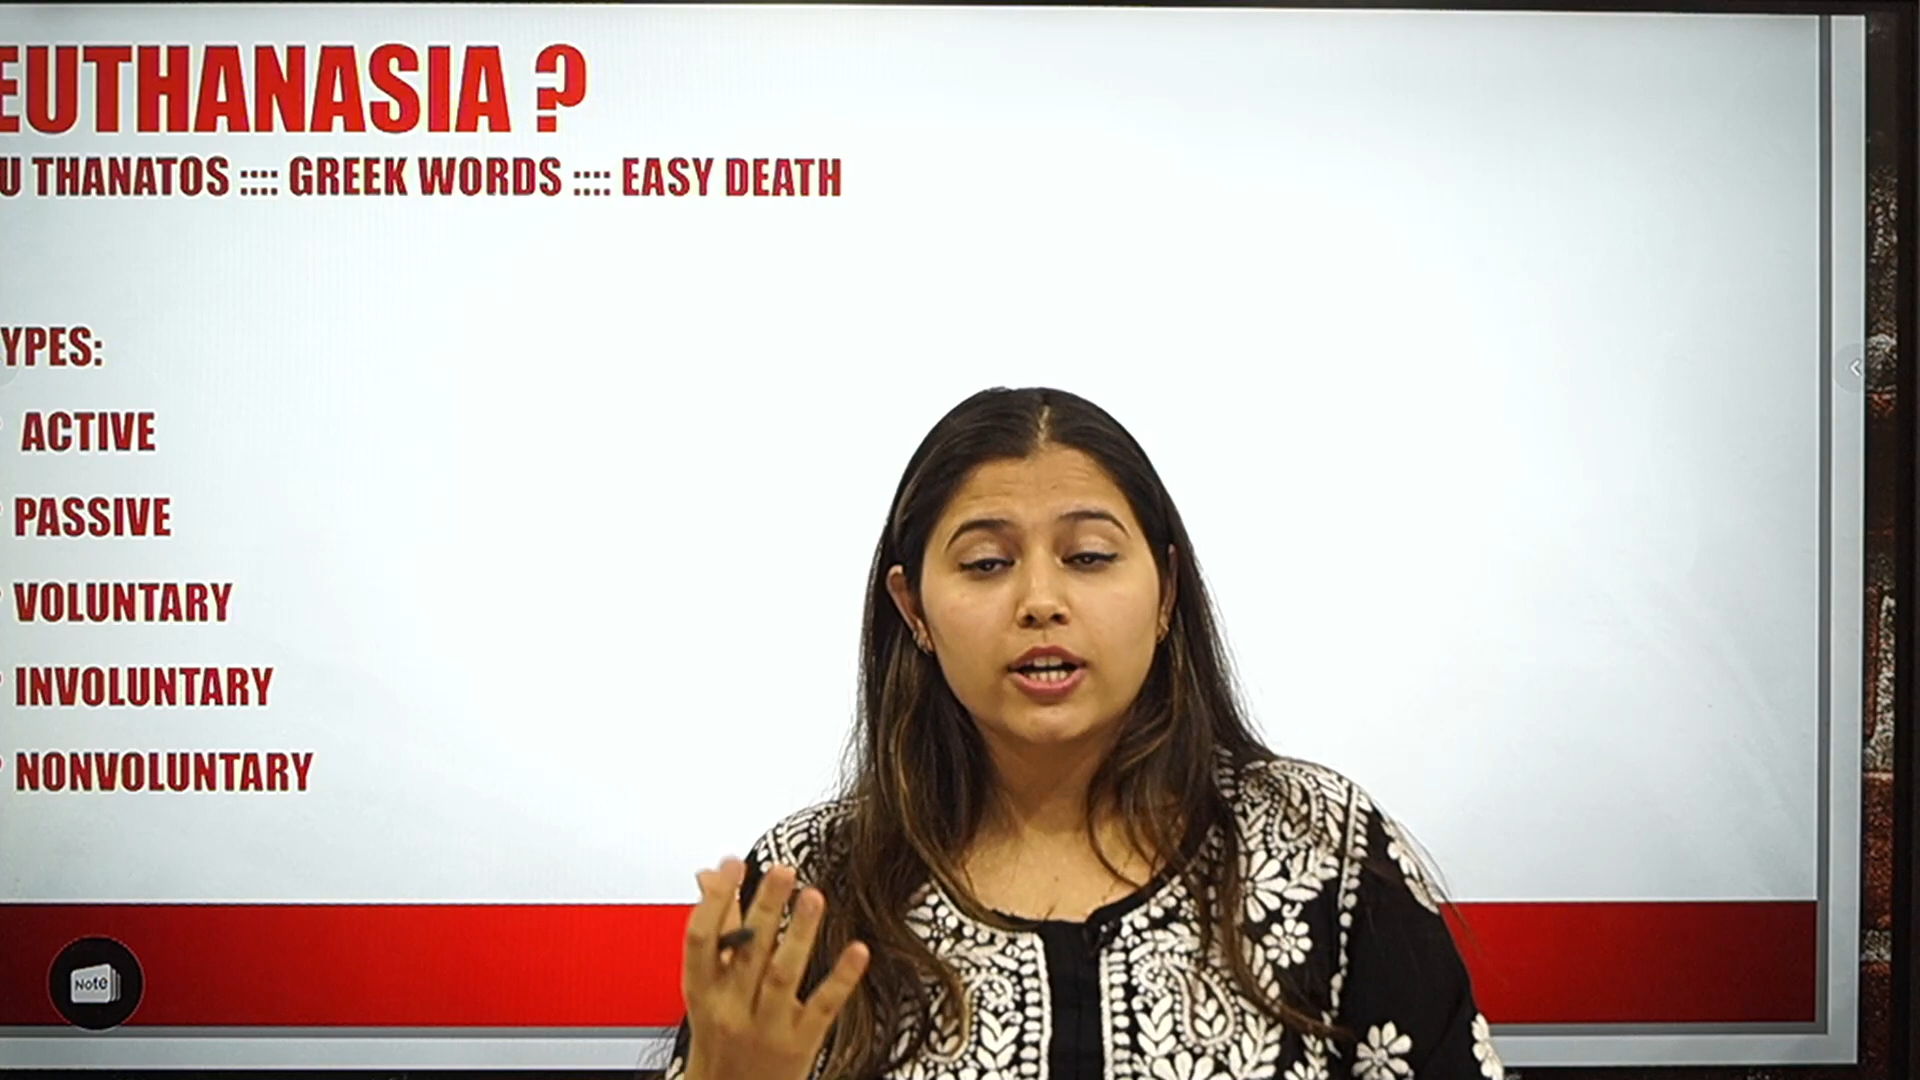 EUTHANASIA ?
U THANATOS :::: GREEK WORDS :::: EASY DEATH
YPES:
ACTIVE
PASSIVE
VOLUNTARY
INVOLUNTARY
NONVOLUNTARY
Note